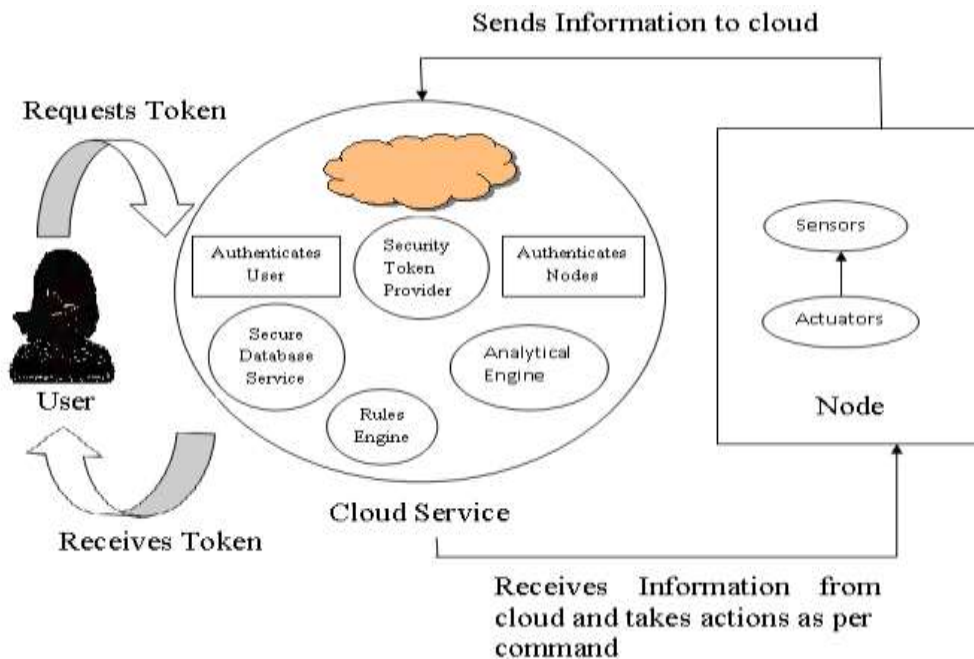 Sends Information to cloud
Requests Token
Sensors
Authenticates
User
Security
Token
Provider
Authenticates
Nodes
Actuators
Secure
Database
Service
Analytical
Engine
User
Node
Rules
Engine
Cloud Service
Receives Token
Receives Information from
cloud and takes actions as per
command